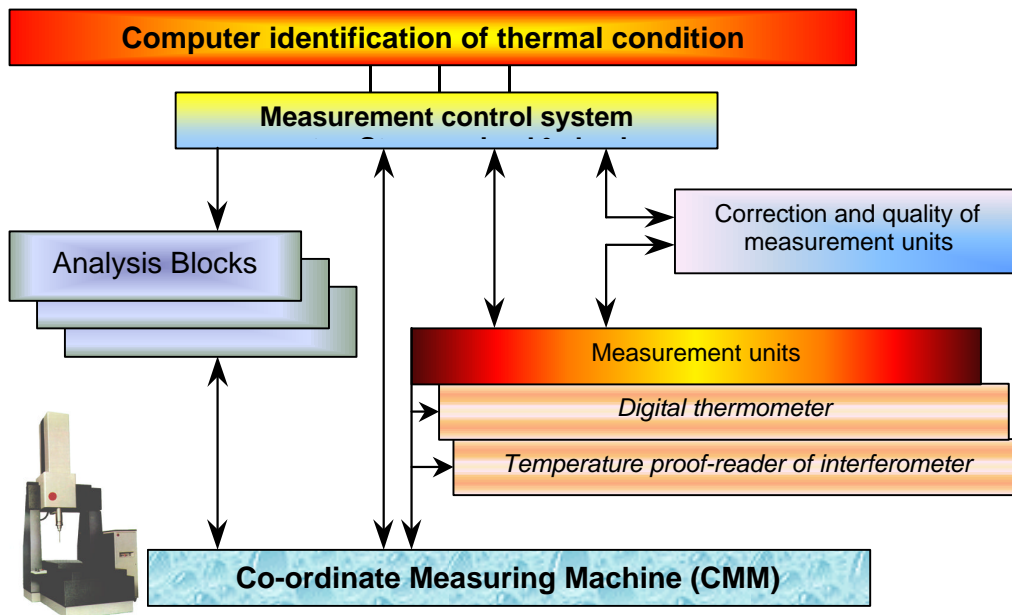 Computer identification of thermal condition
Measurement control system
Correction and quality of
measurement units
Analysis Blocks
Measurement units
Digital thermometer
Temperature proof-reader of interferometer
Co-ordinate Measuring Machine (CMM)